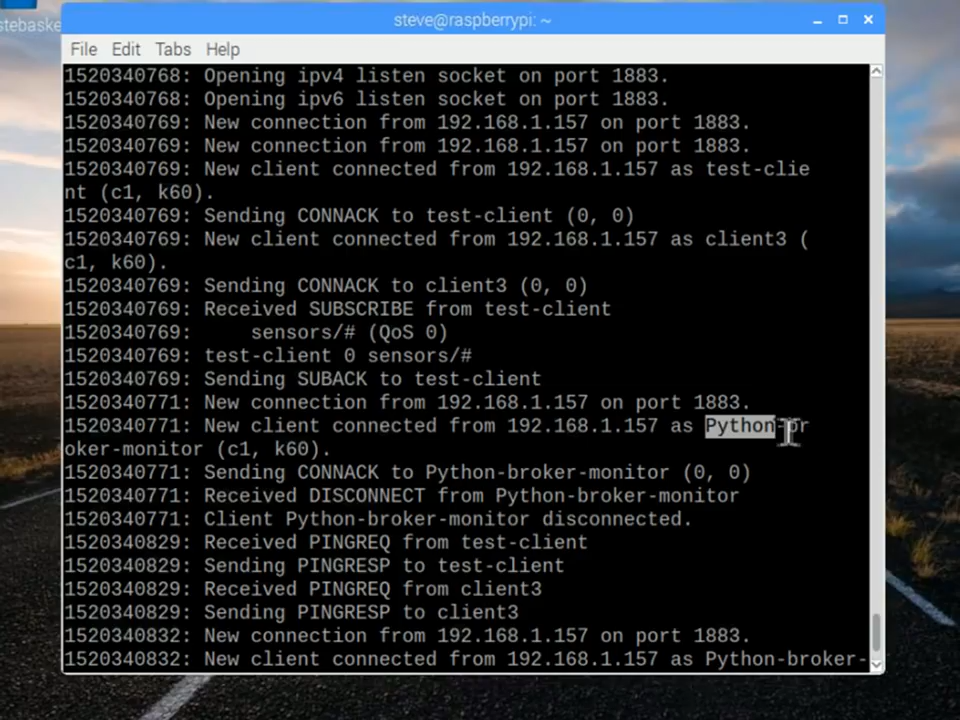 stebaske
steve@raspberrypi: ~
File Edit Tabs Help
1520340768: Opening ipv4 listen socket on port 1883.
1520340768: Opening ipv6 listen socket on port 1883.
1520340769: New connection from 192.168.1.157 on port 1883.
1520340769: New connection from 192.168.1.157 on port 1883.
1520340769: New client connected from 192.168.1.157 as test-clie
nt (c1, k60).
1520340769: Sending CONNACK to test-client (0, 0)
1520340769: New client connected from 192.168.1.157 as client3 (
c1, k60).
1520340769: Sending CONNACK to client3 (0, 0)
1520340769: Received SUBSCRIBE from test-client
1520340769:     sensors/# (QoS 0)
1520340769: test-client 0 sensors/#
1520340769: Sending SUBACK to test-client
1520340771: New connection from 192.168.1.157 on port 1883.
1520340771: New client connected from 192.168.1.157 as Python-br
oker-monitor (c1, k60).
1520340771: Sending CONNACK to Python-broker-monitor (0, 0)
1520340771: Received DISCONNECT from Python-broker-monitor
1520340771: Client Python-broker-monitor disconnected.
1520340829: Received PINGREQ from test-client
1520340829: Sending PINGRESP to test-client
1520340829: Received PINGREQ from client3
1520340829: Sending PINGRESP to client3
1520340832: New connection from 192.168.1.157 on port 1883.
1520340832: New client connected from 192.168.1.157 as Python-broker-